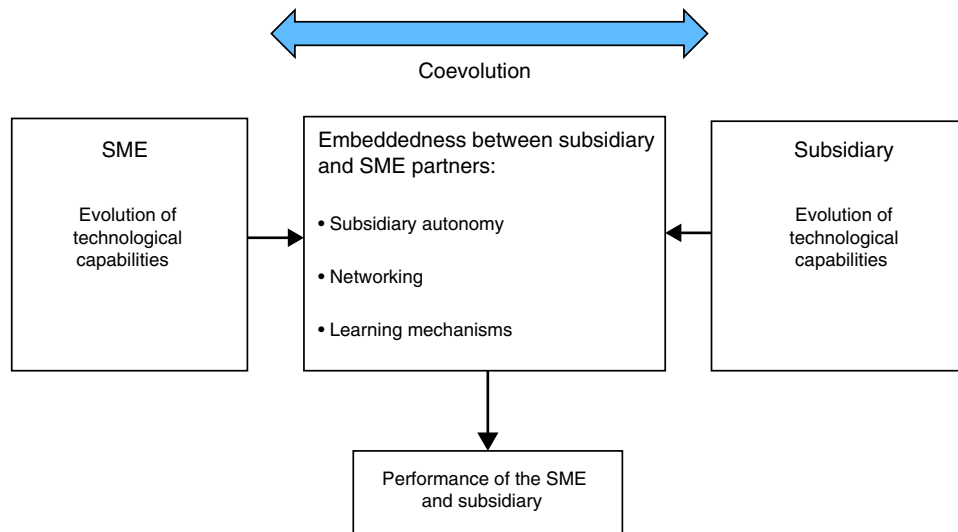 Coevolution
SME
Evolution of
technological
capabilities
Embeddedness between subsidiary
and SME partners:
• Subsidiary autonomy
• Networking
• Learning mechanisms
Subsidiary
Evolution of
technological
capabilities
Performance of the SME
and subsidiary